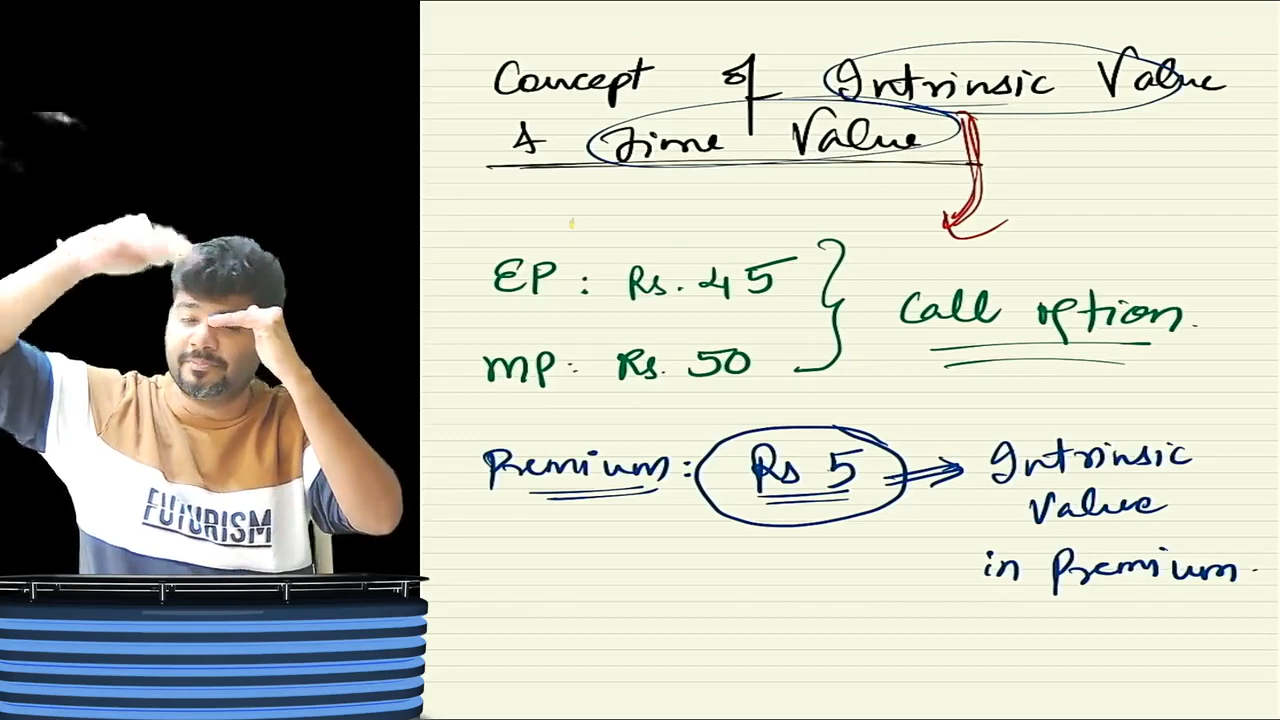 Concept of Intrinsic Value
& Time Value
EP : Rs. 45
MP : Rs. 50
Call option.
Premium : Rs 5 ⇒ Intrinsic
Value
in Premium.
FUTURISM